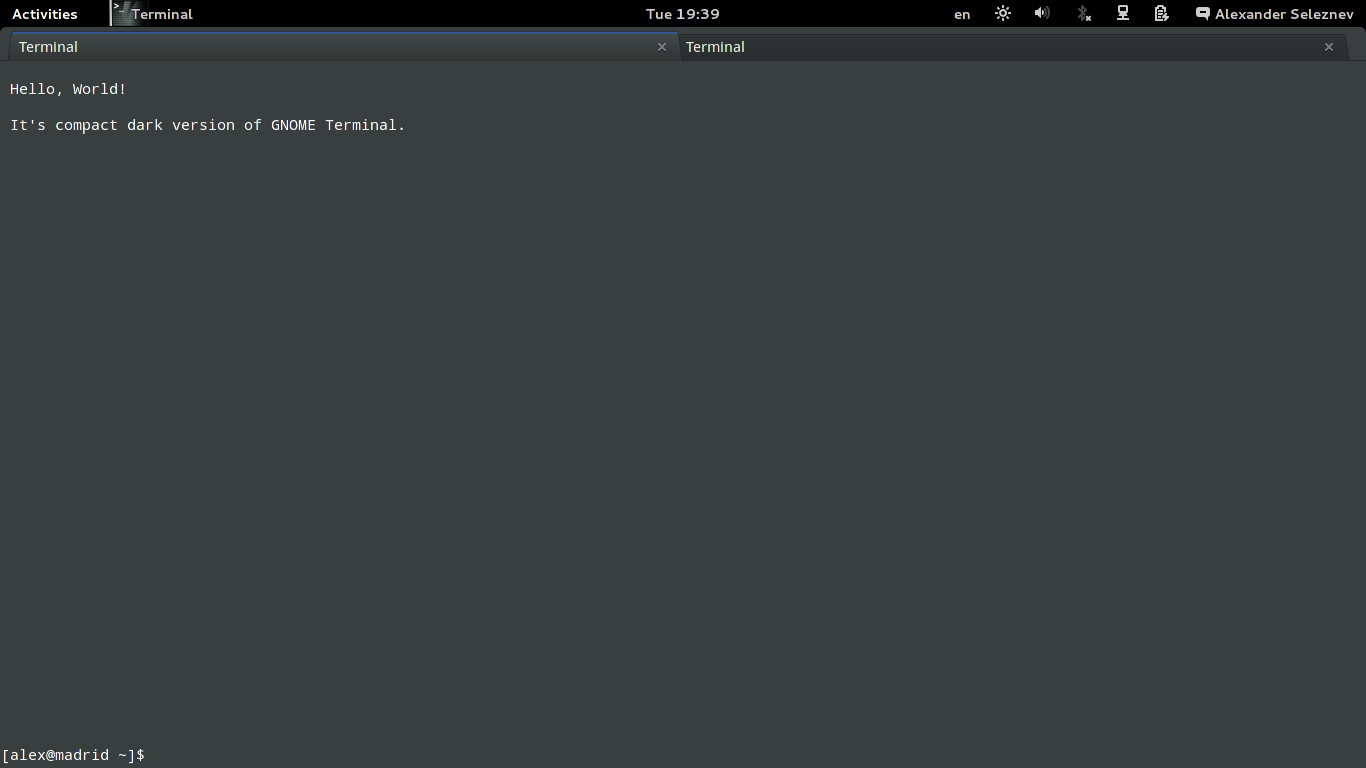 Activities Terminal Tue 19:39 en Alexander Seleznev
Terminal Terminal
Hello, World!
It's compact dark version of GNOME Terminal.
[alex@madrid ~]$